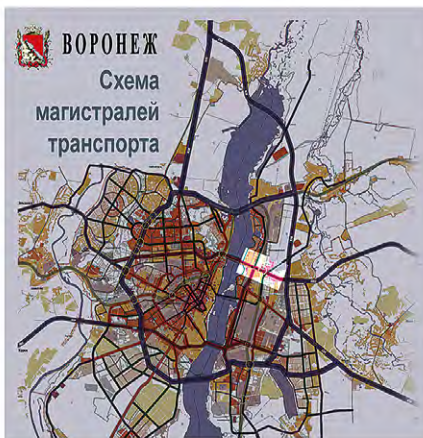 ВОРОНЕЖ
Схема
магистралей
транспорта